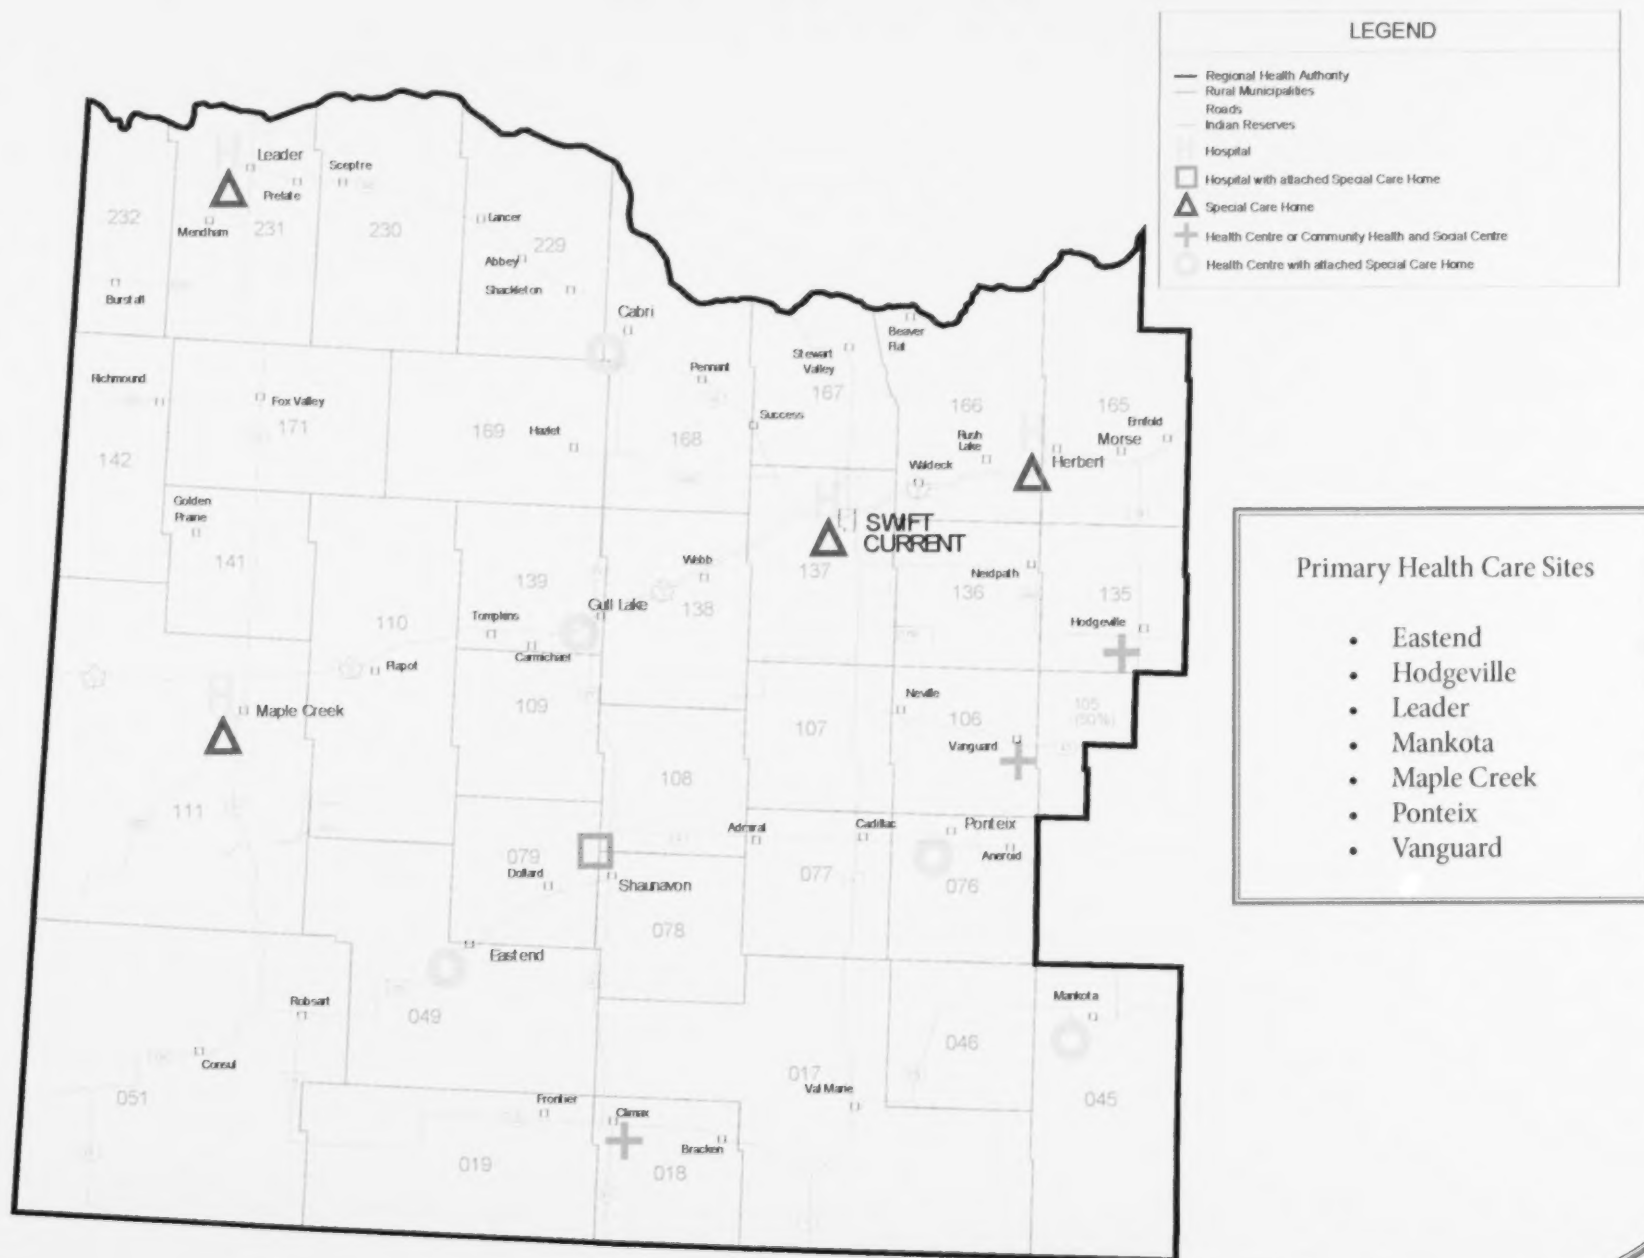 LEGEND
Regional Health Authority
Rural Municipalities
Roads
Indian Reserves
H Hospital
Hospital with attached Special Care Home
Special Care Home
Health Centre or Community Health and Social Centre
Health Centre with attached Special Care Home
H
Leader
Sceptre
Prelate
232
Mendham
231
230
Lancer
229
Abbey
Shackleton
Burstall
Cabri
Beaver
Flat
Stewart
Valley
Pennant
167
Richmound
Fox Valley
171
169
Hazlet
168
Success
166
165
Ernfold
Rush
Lake
Morse
H
Herbert
142
Waldeck
Golden
Prairie
H
SWIFT
CURRENT
141
139
Webb
137
Neidpath
136
135
110
Tompkins
Gull Lake
138
Hodgeville
Carmichael
Piapot
H
Maple Creek
109
107
Neville
106
105
(50%)
Vanguard
108
111
Admiral
Cadillac
Ponteix
079
Aneroid
Dollard
Shaunavon
077
076
078
Eastend
Robsart
049
Mankota
046
Consul
017
Val Marie
051
045
Frontier
Climax
Bracken
019
018
Primary Health Care Sites
• Eastend
• Hodgeville
• Leader
• Mankota
• Maple Creek
• Ponteix
• Vanguard